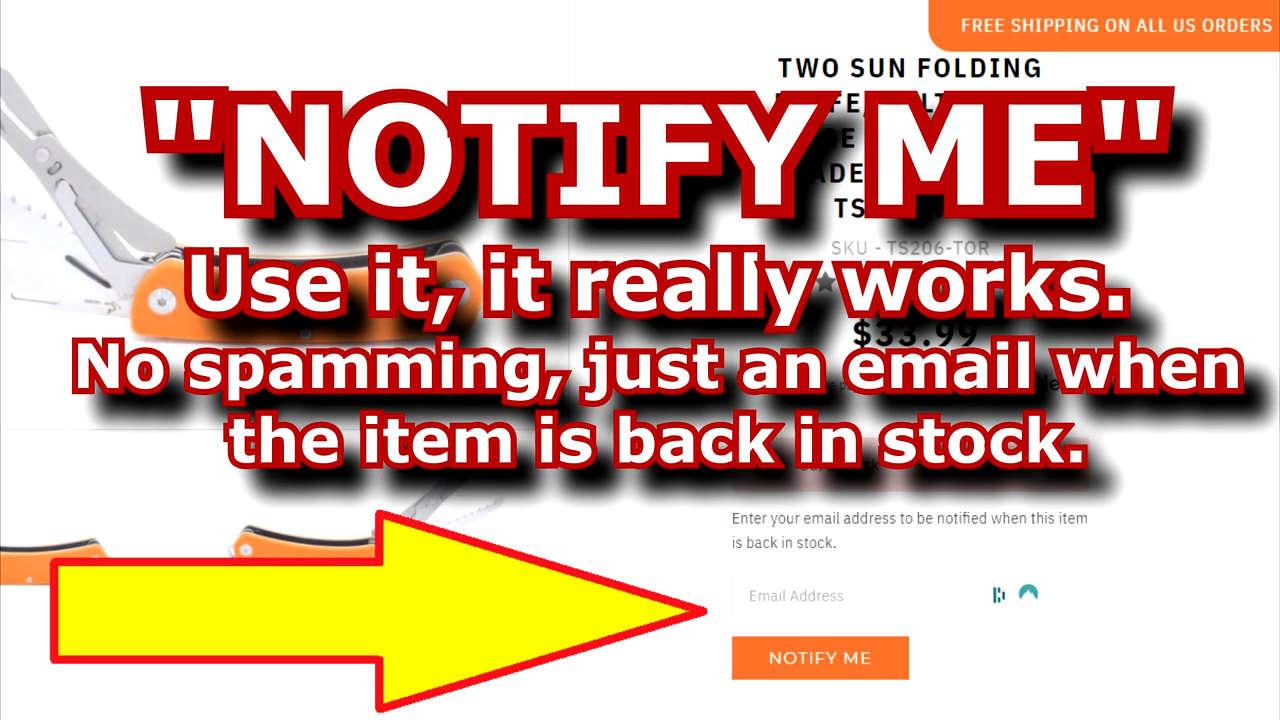 FREE SHIPPING ON ALL US ORDERS
TWO SUN FOLDING
"NOTIFY ME"
SKU - TS206-TOR
Use it, it really works.
$33.99
No spamming, just an email when
the item is back in stock.
Enter your email address to be notified when this item
is back in stock.
Email Address
NOTIFY ME